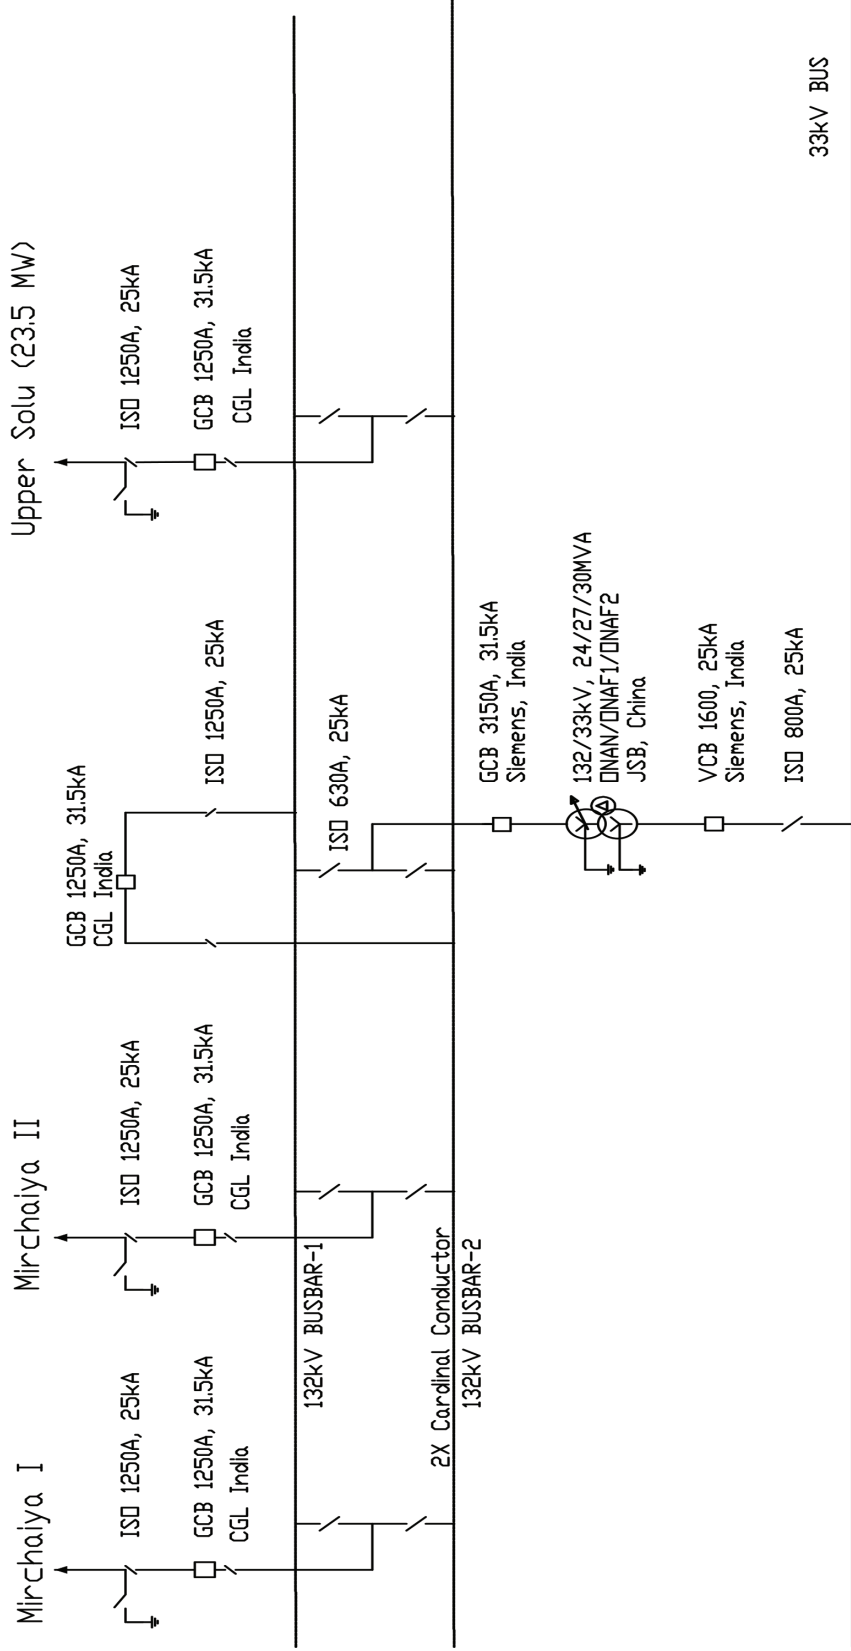 Mirchaiya I
ISO 1250A, 25kA
GCB 1250A, 31.5kA
CGL India
Mirchaiya II
ISO 1250A, 25kA
GCB 1250A, 31.5kA
CGL India
132kV BUSBAR-1
2X Cardinal Conductor
132kV BUSBAR-2
GCB 1250A, 31.5kA
CGL India
ISO 1250A, 25kA
ISO 630A, 25kA
GCB 3150A, 31.5kA
Siemens, India
132/33kV, 24/27/30MVA
ONAN/ONAF1/ONAF2
JSB, China
VCB 1600, 25kA
Siemens, India
ISO 800A, 25kA
Upper Solu (23.5 MW)
ISO 1250A, 25kA
GCB 1250A, 31.5kA
CGL India
33kV BUS